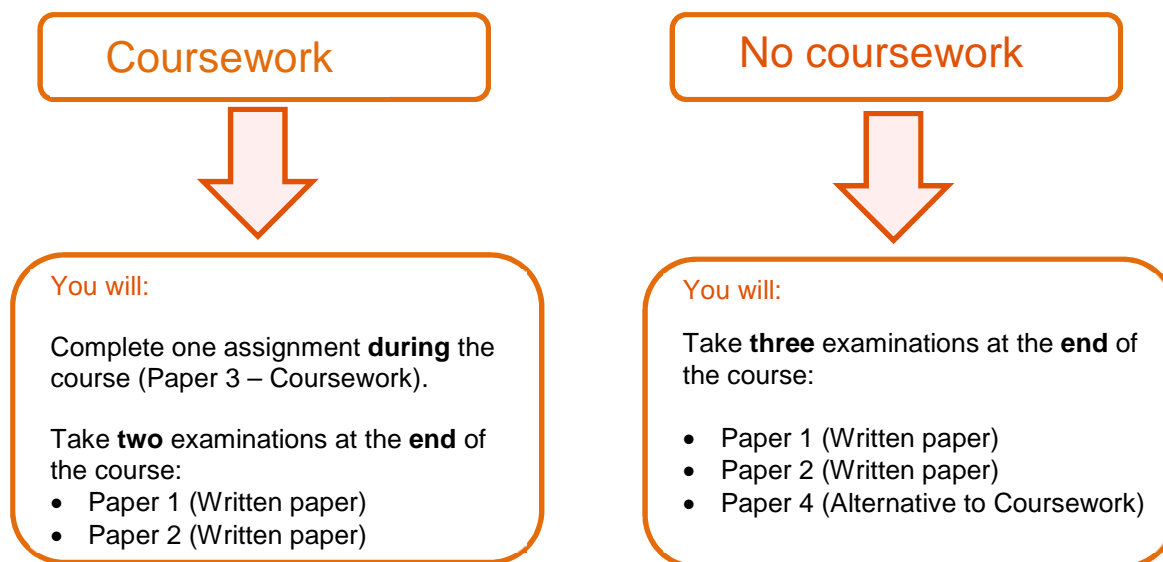 Coursework
You will:
Complete one assignment during the
course (Paper 3 – Coursework).
Take two examinations at the end of
the course:
• Paper 1 (Written paper)
• Paper 2 (Written paper)
No coursework
You will:
Take three examinations at the end of
the course:
• Paper 1 (Written paper)
• Paper 2 (Written paper)
• Paper 4 (Alternative to Coursework)